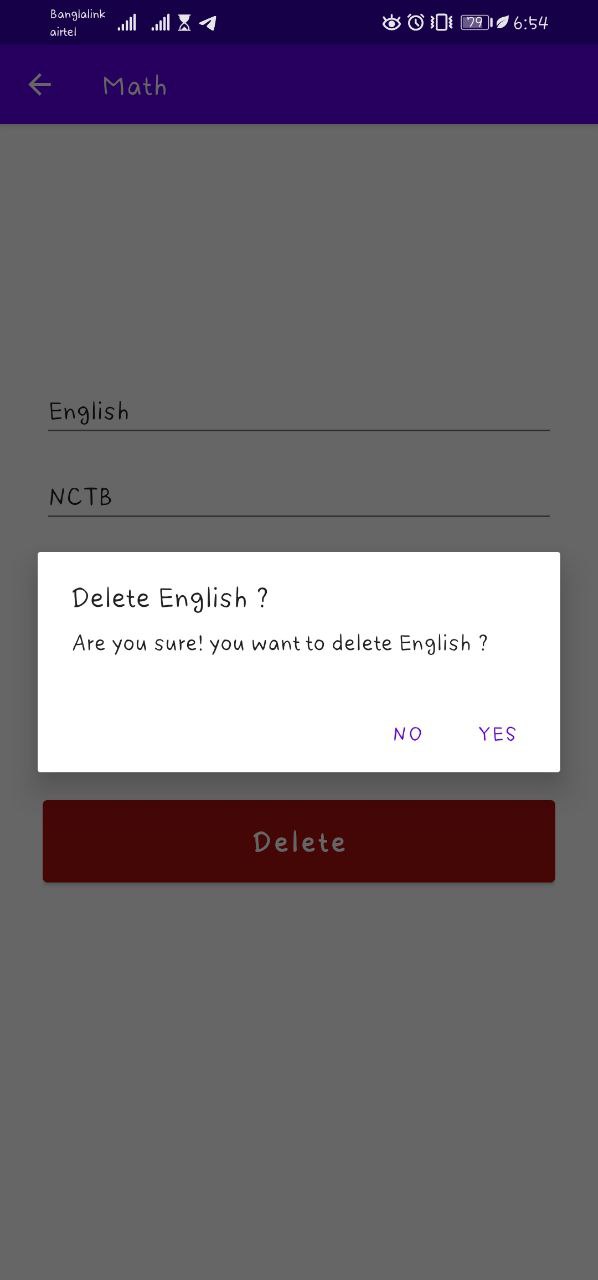 Banglalink
airtel
79
6:54
Math
English
NCTB
Delete English ?
Are you sure! you want to delete English ?
NO YES
Delete